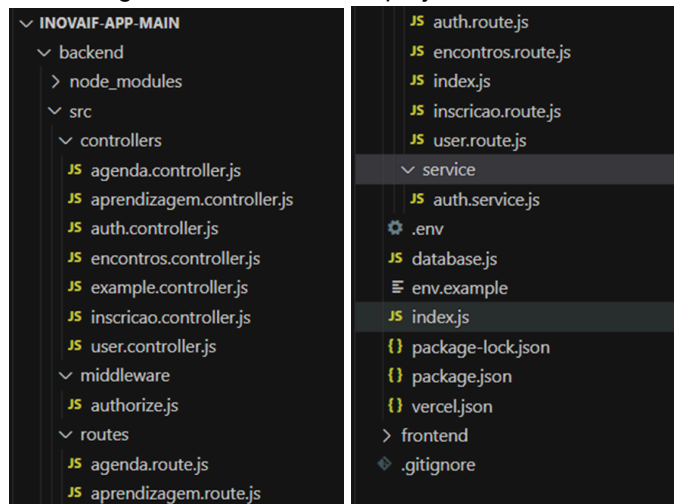 INOVAIF-APP-MAIN
backend
node_modules
src
controllers
JS agenda.controller.js
JS aprendizagem.controller.js
JS auth.controller.js
JS encontros.controller.js
JS example.controller.js
JS inscricao.controller.js
JS user.controller.js
middleware
JS authorize.js
routes
JS agenda.route.js
JS aprendizagem.route.js
JS auth.route.js
JS encontros.route.js
JS index.js
JS inscricao.route.js
JS user.route.js
service
JS auth.service.js
.env
JS database.js
env.example
JS index.js
{} package-lock.json
{} package.json
{} vercel.json
frontend
.gitignore